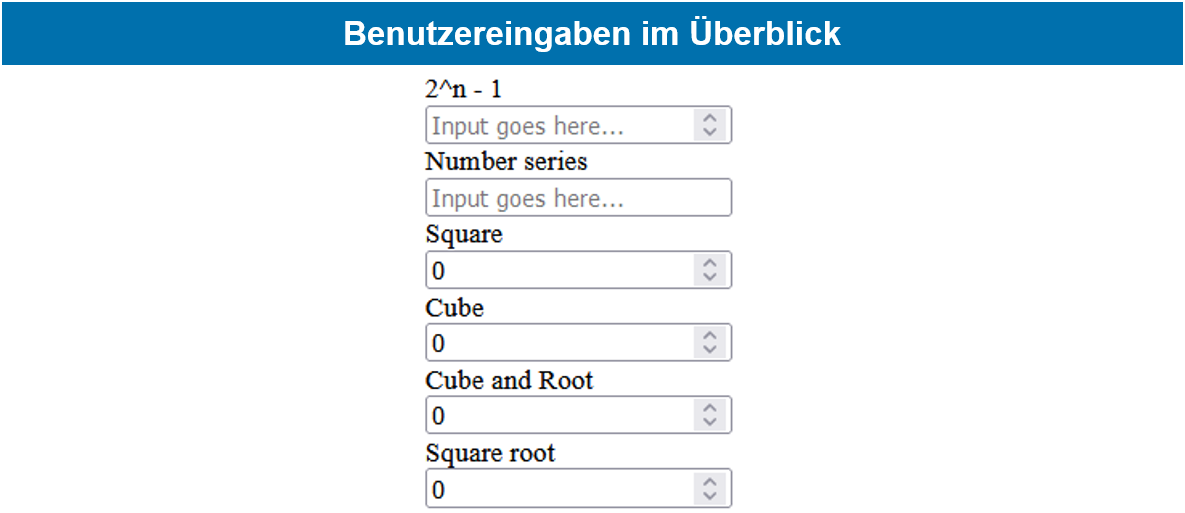 Benutzereingaben im Überblick
2^n - 1
Input goes here...
Number series
Input goes here...
Square
0
Cube
0
Cube and Root
0
Square root
0